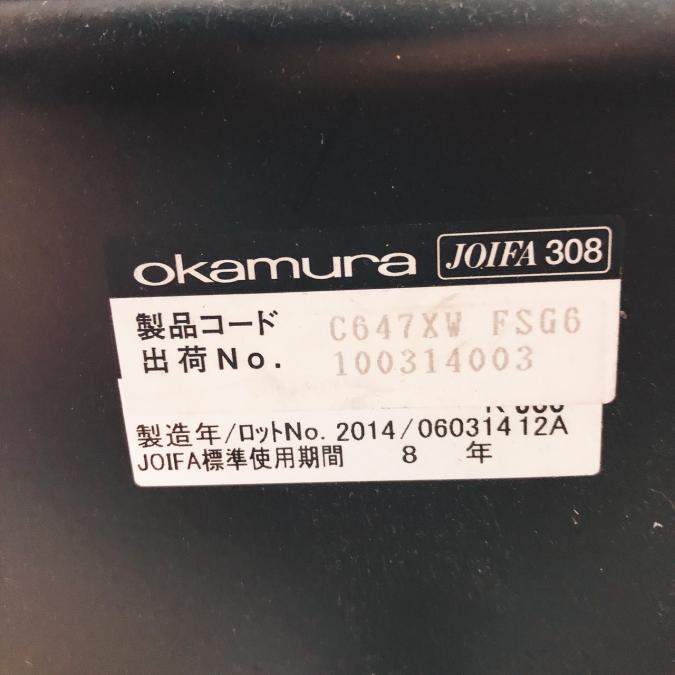 okamura JOIFA 308
製品コード C647XW FSG6
出荷No. 100314003
製造年/ロットNo. 2014/06031412A
JOIFA標準使用期間 8 年